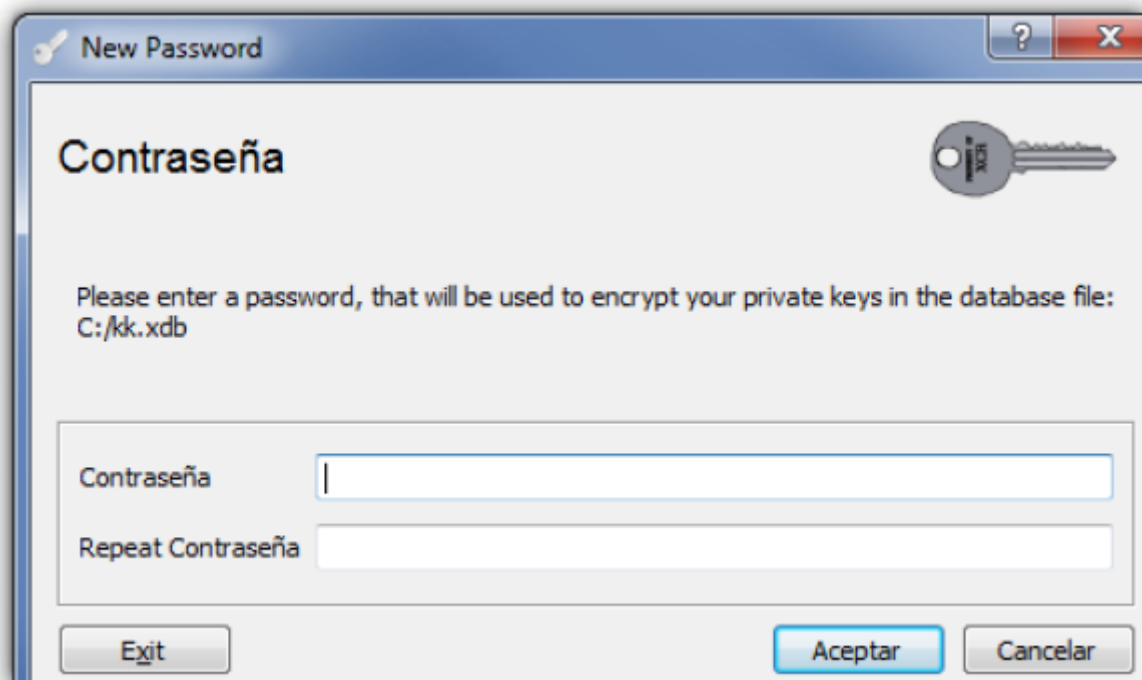 New Password
?
X
Contraseña
XCA
Please enter a password, that will be used to encrypt your private keys in the database file:
C:/kk.xdb
Contraseña
Repeat Contraseña
Exit
Aceptar
Cancelar